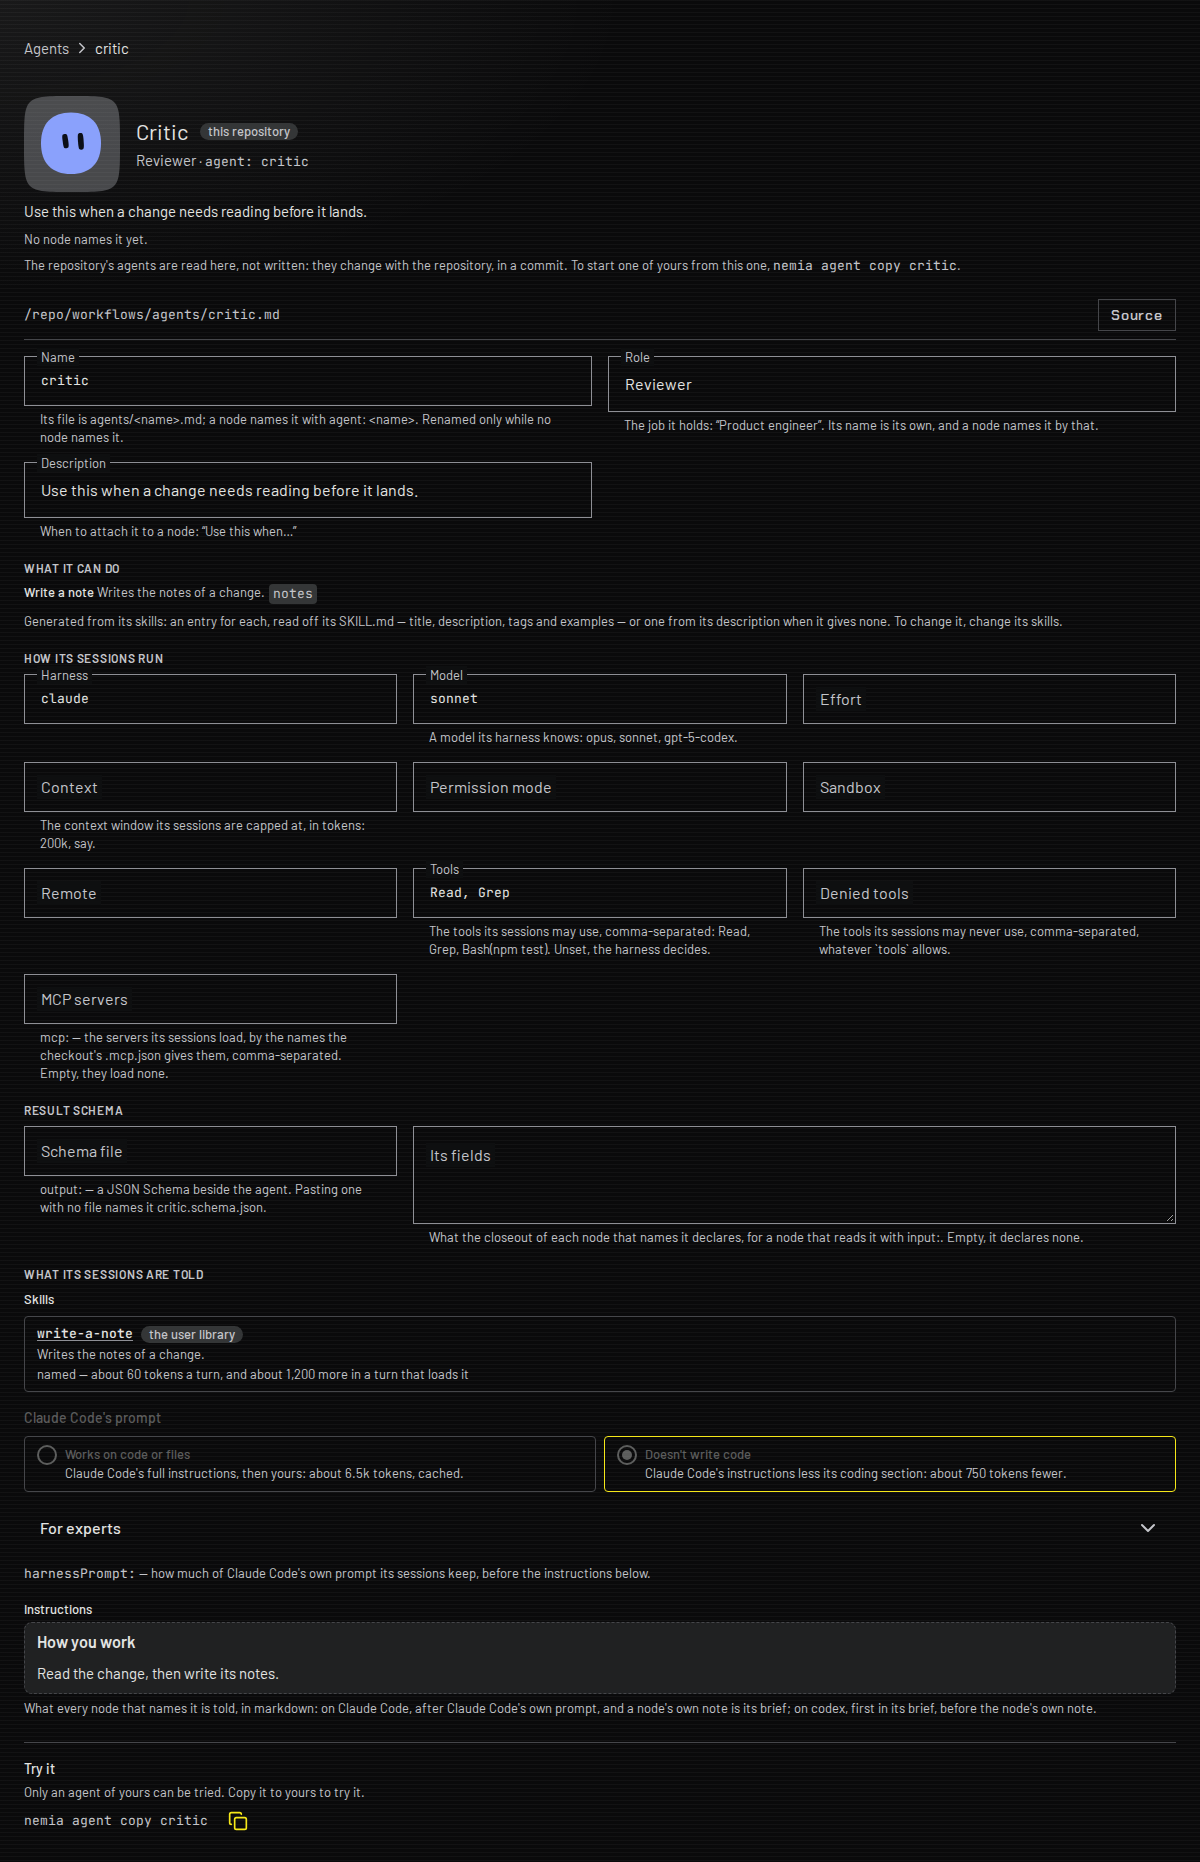 Agents > critic
Critic this repository
Reviewer · agent: critic
Use this when a change needs reading before it lands.
No node names it yet.
The repository's agents are read here, not written: they change with the repository, in a commit. To start one of yours from this one, nemia agent copy critic.
/repo/workflows/agents/critic.md
Source
Name
critic
Its file is agents/<name>.md; a node names it with agent: <name>. Renamed only while no
node names it.
Role
Reviewer
The job it holds: “Product engineer”. Its name is its own, and a node names it by that.
Description
Use this when a change needs reading before it lands.
When to attach it to a node: “Use this when…”
WHAT IT CAN DO
Write a note Writes the notes of a change. notes
Generated from its skills: an entry for each, read off its SKILL.md — title, description, tags and examples — or one from its description when it gives none. To change it, change its skills.
HOW ITS SESSIONS RUN
Harness
claude
Model
sonnet
A model its harness knows: opus, sonnet, gpt-5-codex.
Effort
Context
The context window its sessions are capped at, in tokens:
200k, say.
Permission mode
Sandbox
Remote
Tools
Read, Grep
The tools its sessions may use, comma-separated: Read,
Grep, Bash(npm test). Unset, the harness decides.
Denied tools
The tools its sessions may never use, comma-separated,
whatever `tools` allows.
MCP servers
mcp: — the servers its sessions load, by the names the
checkout's .mcp.json gives them, comma-separated.
Empty, they load none.
RESULT SCHEMA
Schema file
output: — a JSON Schema beside the agent. Pasting one
with no file names it critic.schema.json.
Its fields
What the closeout of each node that names it declares, for a node that reads it with input:. Empty, it declares none.
WHAT ITS SESSIONS ARE TOLD
Skills
write-a-note the user library
Writes the notes of a change.
named — about 60 tokens a turn, and about 1,200 more in a turn that loads it
Claude Code's prompt
Works on code or files
Claude Code's full instructions, then yours: about 6.5k tokens, cached.
Doesn't write code
Claude Code's instructions less its coding section: about 750 tokens fewer.
For experts
harnessPrompt: — how much of Claude Code's own prompt its sessions keep, before the instructions below.
Instructions
How you work
Read the change, then write its notes.
What every node that names it is told, in markdown: on Claude Code, after Claude Code's own prompt, and a node's own note is its brief; on codex, first in its brief, before the node's own note.
Try it
Only an agent of yours can be tried. Copy it to yours to try it.
nemia agent copy critic